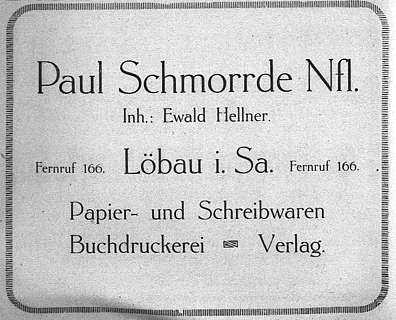 Paul Schmorrde Nfl.
Inh.: Ewald Hellner.
Fernruf 166. Löbau i. Sa. Fernruf 166.
Papier- und Schreibwaren
Buchdruckerei Verlag.